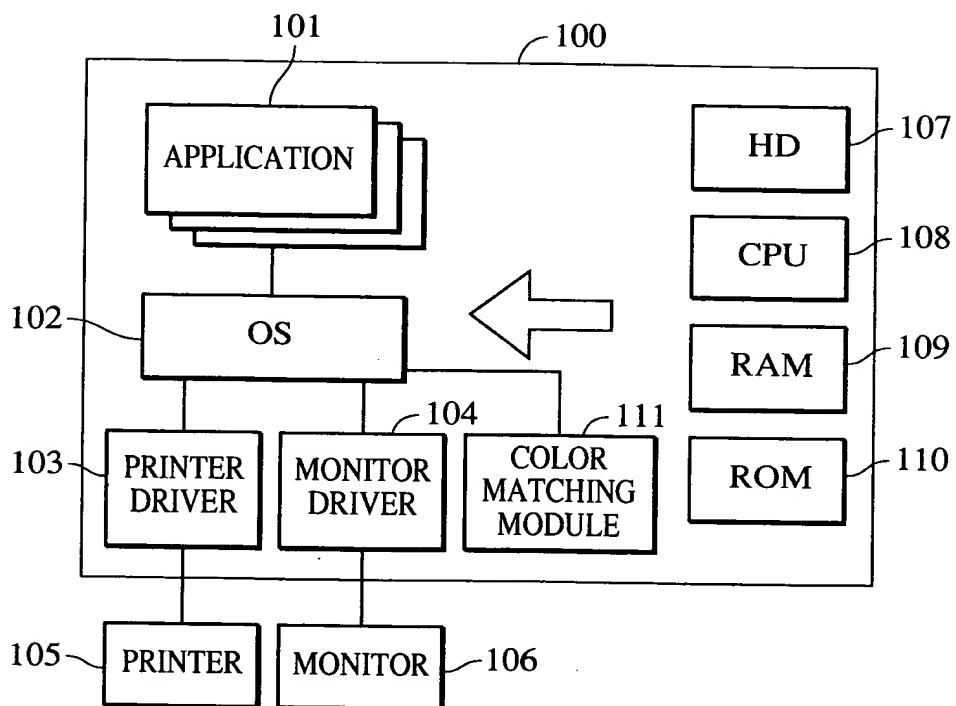 101
100
APPLICATION
HD
107
CPU
108
102
OS
RAM
109
104
111
103
PRINTER
DRIVER
MONITOR
DRIVER
COLOR
MATCHING
MODULE
ROM
110
105
PRINTER
MONITOR
106